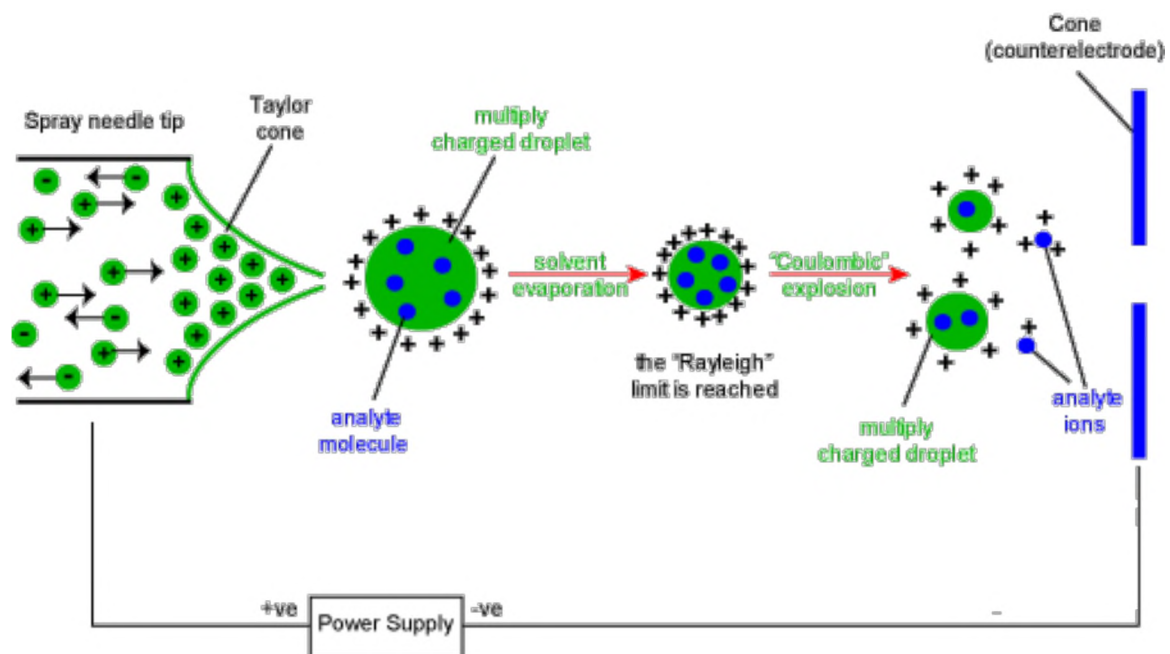 Cone
(counterelectrode)
Spray needle tip
Taylor
cone
multiply
charged droplet
solvent
evaporation
"Coulombic"
explosion
the "Rayleigh"
limit is reached
analyte
molecule
multiply
charged droplet
analyte
ions
+ve
Power Supply
-ve